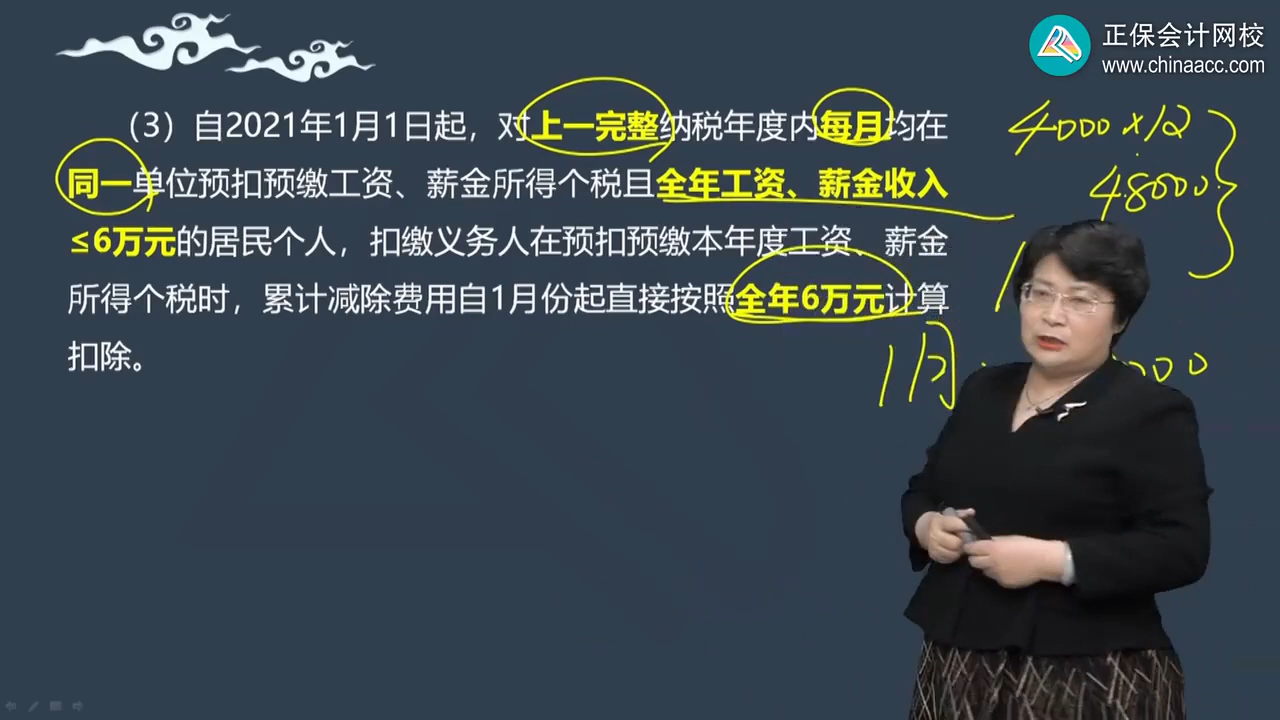 正保会计网校
www.chinaacc.com
（3）自2021年1月1日起，对上一完整纳税年度内每月均在
同一单位预扣预缴工资、薪金所得个税且全年工资、薪金收入
≤6万元的居民个人，扣缴义务人在预扣预缴本年度工资、薪金
所得个税时，累计减除费用自1月份起直接按照全年6万元计算
扣除。
4000×12
48000
1月